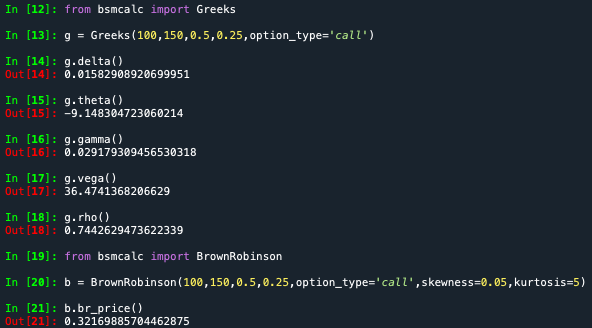 In [12]: from bsmcalc import Greeks
In [13]: g = Greeks(100,150,0.5,0.25,option_type='call')
In [14]: g.delta()
Out[14]: 0.01582908920699951
In [15]: g.theta()
Out[15]: -9.148304723060214
In [16]: g.gamma()
Out[16]: 0.029179309456530318
In [17]: g.vega()
Out[17]: 36.4741368206629
In [18]: g.rho()
Out[18]: 0.7442629473622339
In [19]: from bsmcalc import BrownRobinson
In [20]: b = BrownRobinson(100,150,0.5,0.25,option_type='call',skewness=0.05,kurtosis=5)
In [21]: b.br_price()
Out[21]: 0.32169885704462875